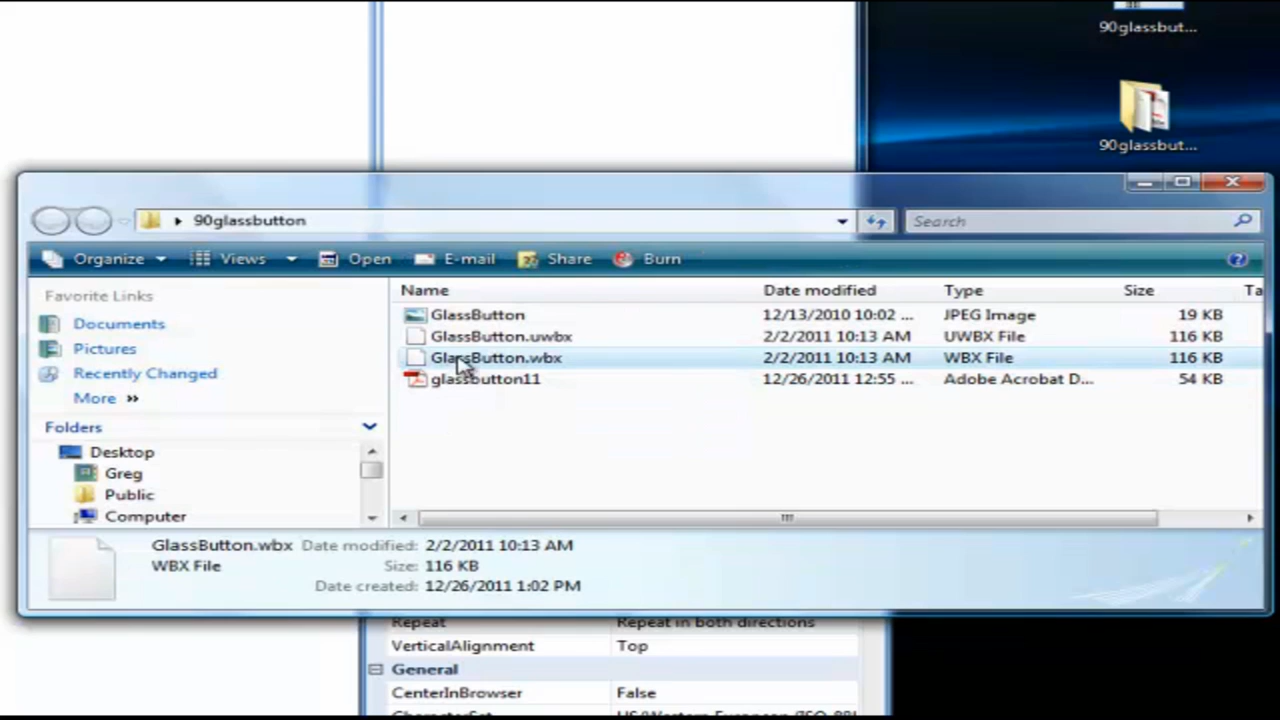 90glassbut...
90glassbut...
90glassbutton
Search
Organize Views Open E-mail Share Burn
Favorite Links
Documents
Pictures
Recently Changed
More
Folders
Desktop
Greg
Public
Computer
Name Date modified Type Size Ta
GlassButton 12/13/2010 10:02 ... JPEG Image 19 KB
GlassButton.uwbx 2/2/2011 10:13 AM UWBX File 116 KB
GlassButton.wbx 2/2/2011 10:13 AM WBX File 116 KB
glassbutton11 12/26/2011 12:55 ... Adobe Acrobat D... 54 KB
GlassButton.wbx Date modified: 2/2/2011 10:13 AM
WBX File Size: 116 KB
Date created: 12/26/2011 1:02 PM
Repeat Repeat in both directions
VerticalAlignment Top
General
CenterInBrowser False